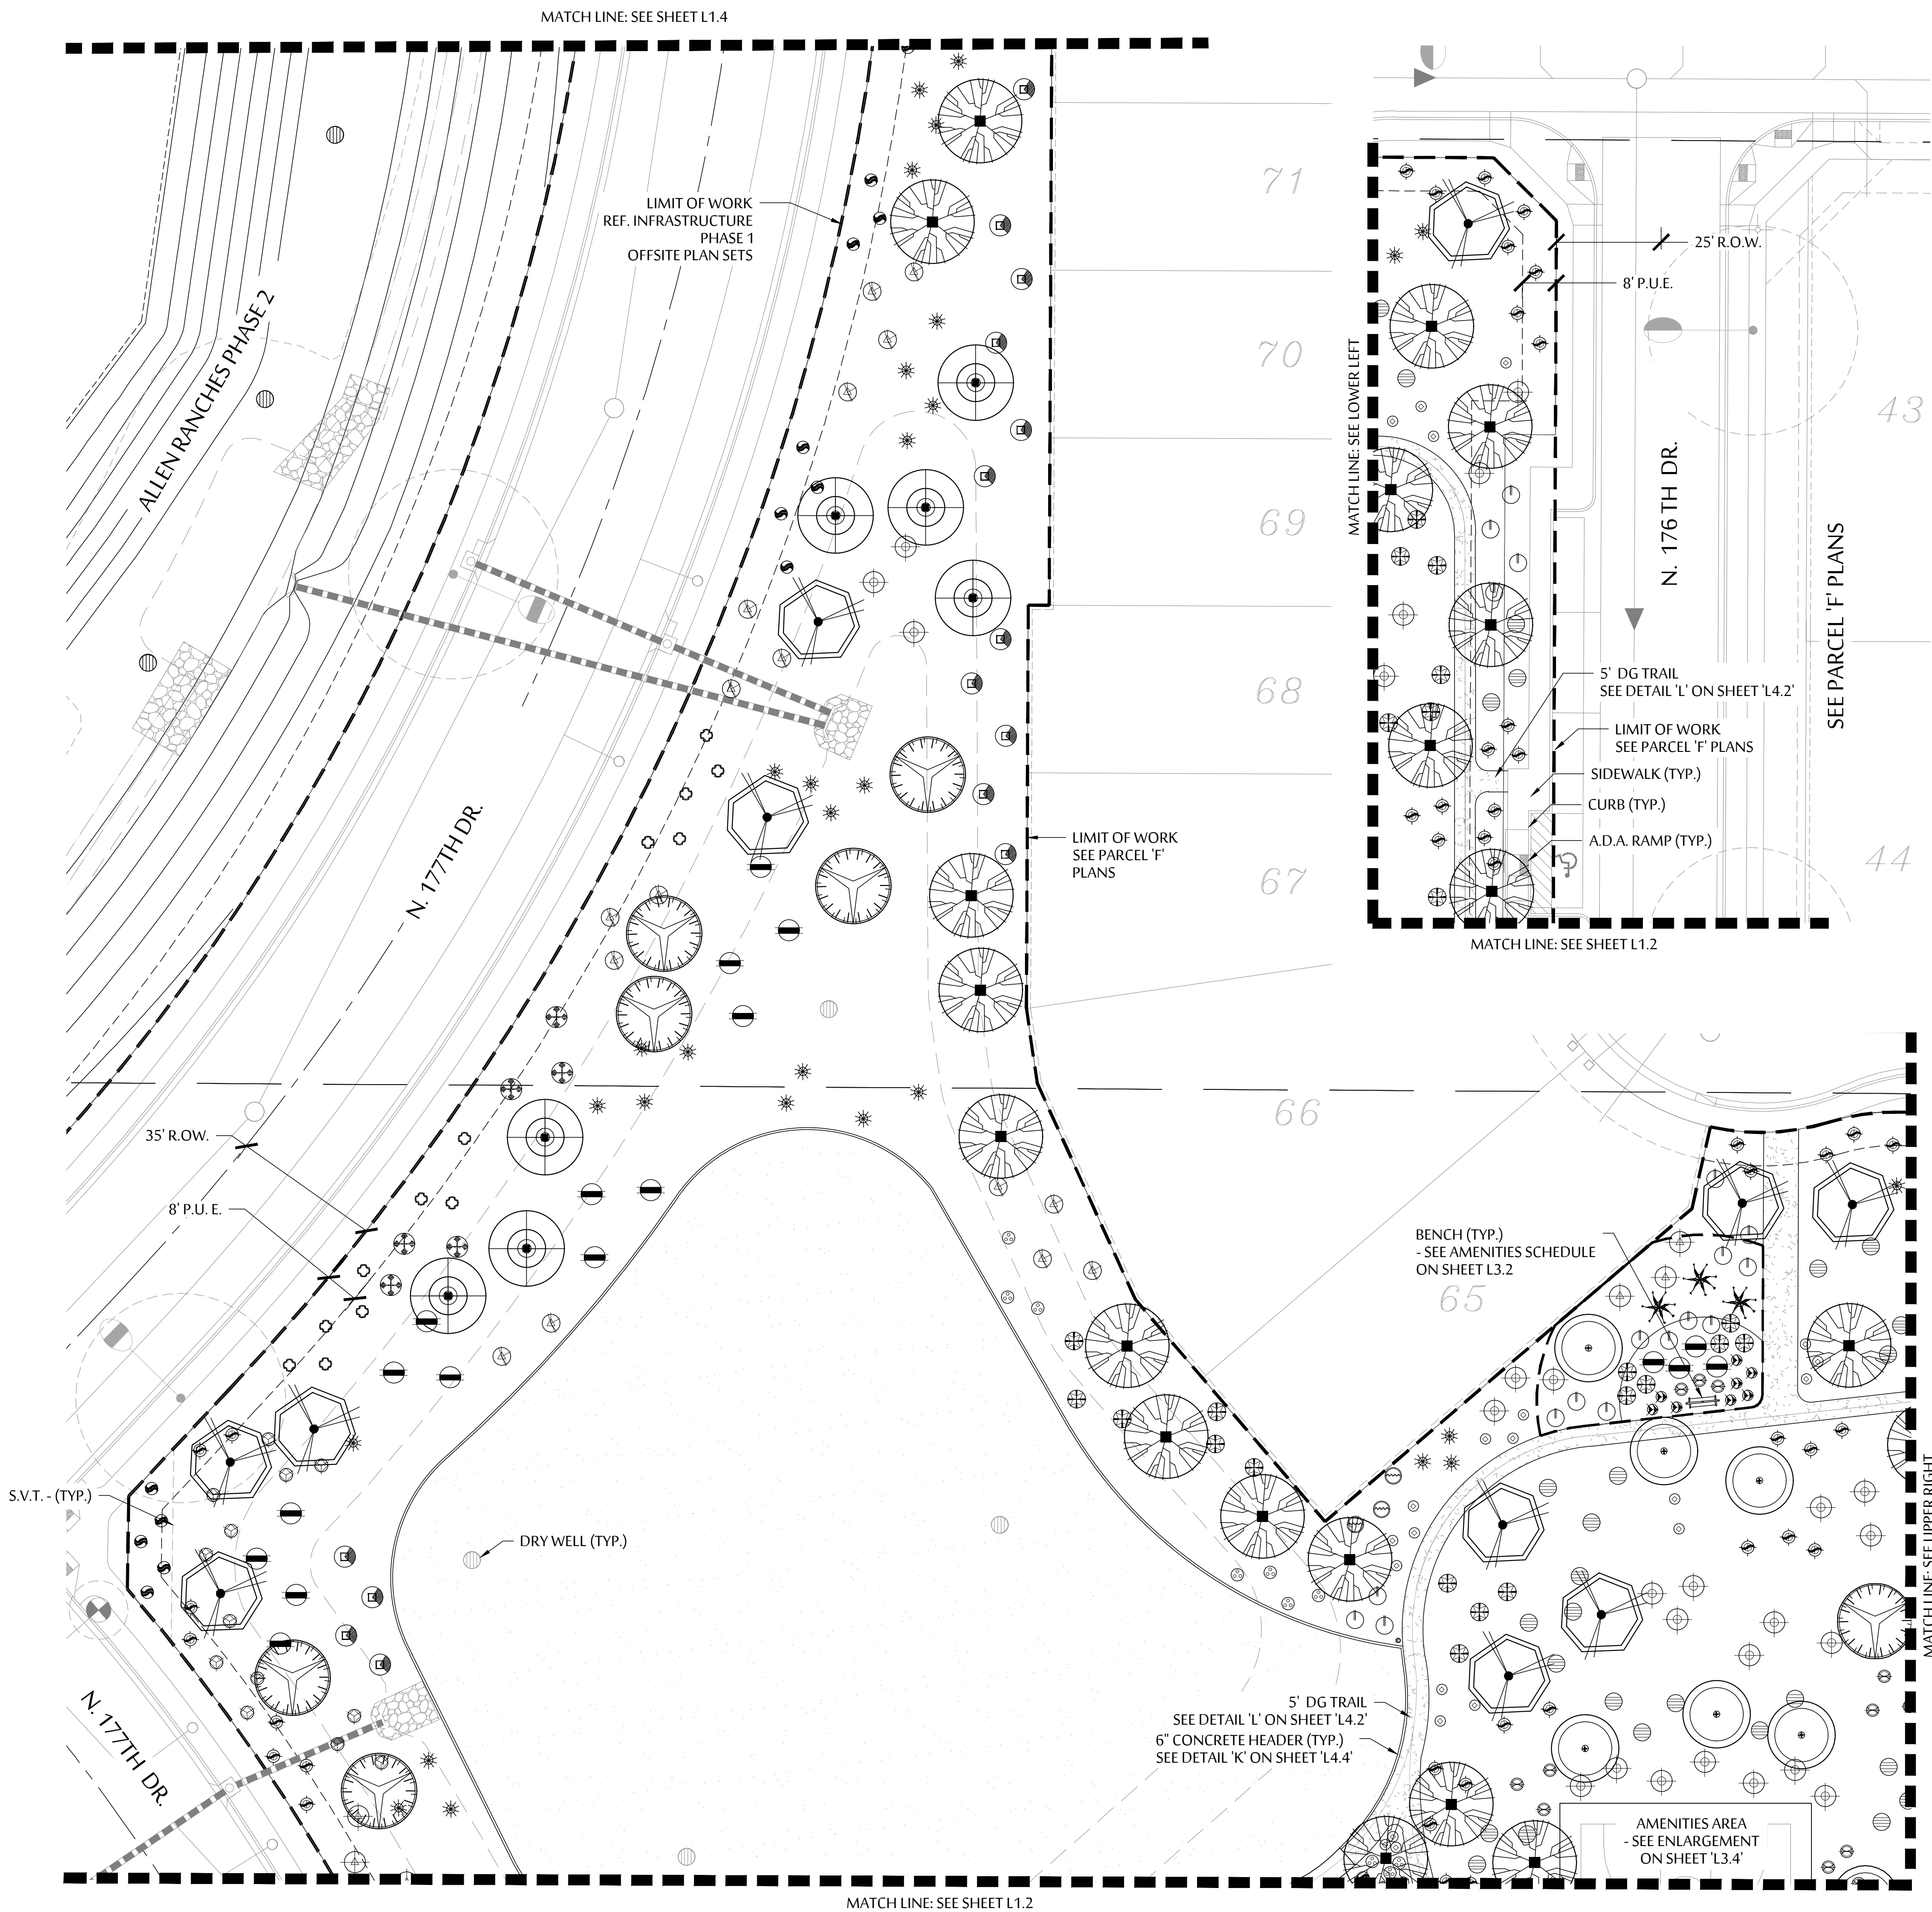 MATCH LINE: SEE SHEET L1.4
LIMIT OF WORK
REF. INFRASTRUCTURE
PHASE 1
OFFSITE PLAN SETS
ALLEN RANCHES PHASE 2
71
70
69
68
67
66
65
N. 177TH DR.
LIMIT OF WORK
SEE PARCEL 'F'
PLANS
35' R.OW.
8' P.U. E.
S.V.T. - (TYP.)
DRY WELL (TYP.)
N. 177TH DR.
25' R.O.W.
8' P.U.E.
MATCH LINE: SEE LOWER LEFT
N. 176TH DR.
SEE PARCEL 'F' PLANS
43
44
5' DG TRAIL
SEE DETAIL 'L' ON SHEET 'L4.2'
LIMIT OF WORK
SEE PARCEL 'F' PLANS
SIDEWALK (TYP.)
CURB (TYP.)
A.D.A. RAMP (TYP.)
MATCH LINE: SEE SHEET L1.2
BENCH (TYP.)
- SEE AMENITIES SCHEDULE
ON SHEET L3.2
MATCH LINE: SEE UPPER RIGHT
5' DG TRAIL
SEE DETAIL 'L' ON SHEET 'L4.2'
6" CONCRETE HEADER (TYP.)
SEE DETAIL 'K' ON SHEET 'L4.4'
AMENITIES AREA
- SEE ENLARGEMENT
ON SHEET 'L3.4'
MATCH LINE: SEE SHEET L1.2